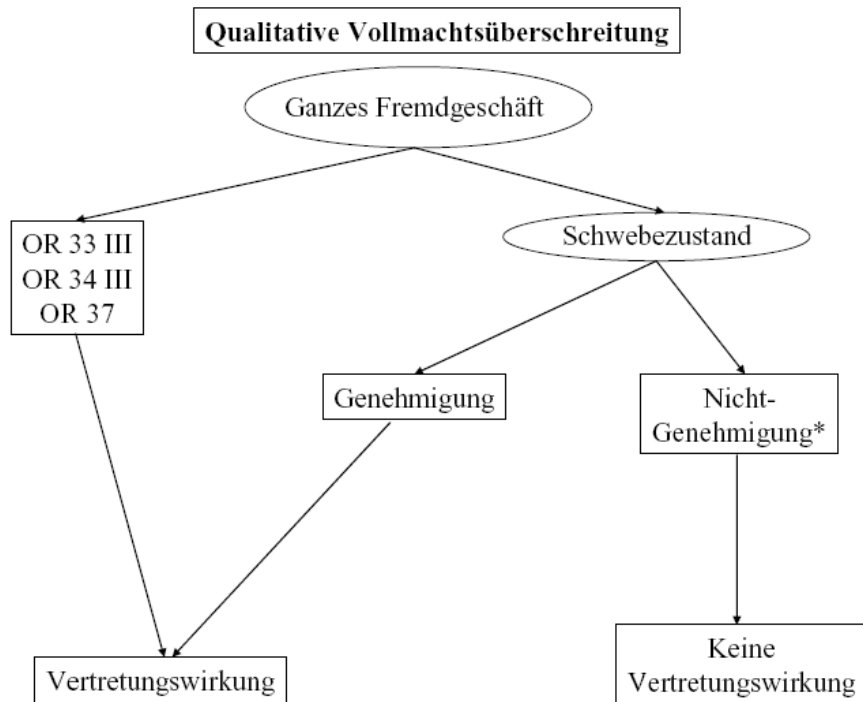 Qualitative Vollmachtsüberschreitung
Ganzes Fremdgeschäft
OR 33 III
OR 34 III
OR 37
Schwebezustand
Genehmigung
Nicht-
Genehmigung*
Vertretungswirkung
Keine
Vertretungswirkung